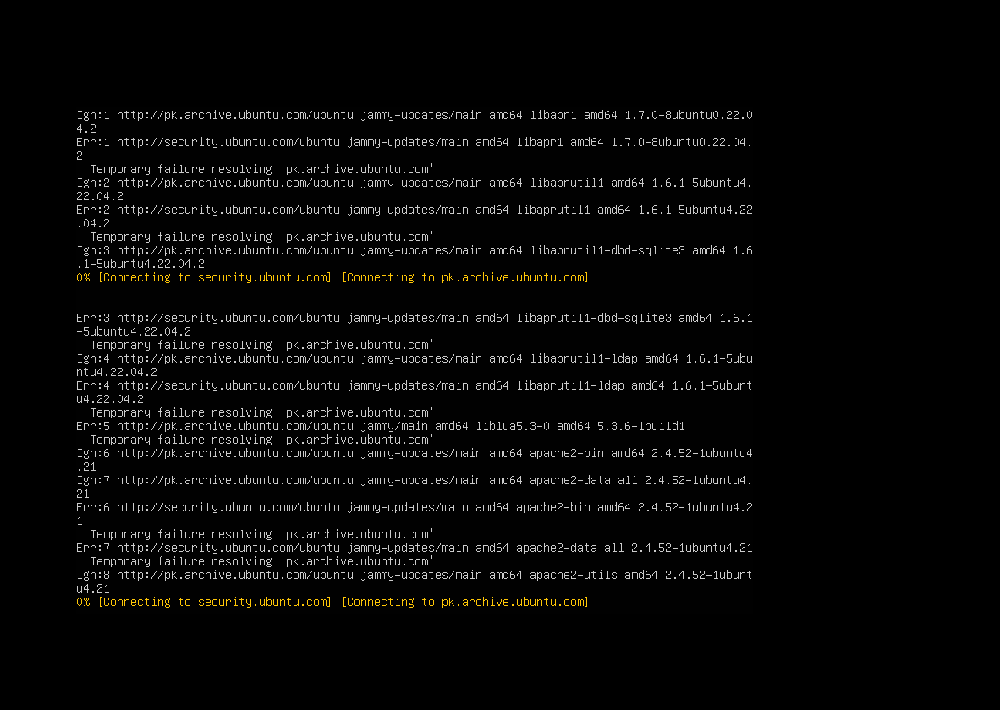 Ign:1 http://pk.archive.ubuntu.com/ubuntu jammy-updates/main amd64 libapr1 amd64 1.7.0-8ubuntu0.22.0
4.2
Err:1 http://security.ubuntu.com/ubuntu jammy-updates/main amd64 libapr1 amd64 1.7.0-8ubuntu0.22.04.
2
  Temporary failure resolving 'pk.archive.ubuntu.com'
Ign:2 http://pk.archive.ubuntu.com/ubuntu jammy-updates/main amd64 libaprutil1 amd64 1.6.1-5ubuntu4.
22.04.2
Err:2 http://security.ubuntu.com/ubuntu jammy-updates/main amd64 libaprutil1 amd64 1.6.1-5ubuntu4.22
.04.2
  Temporary failure resolving 'pk.archive.ubuntu.com'
Ign:3 http://pk.archive.ubuntu.com/ubuntu jammy-updates/main amd64 libaprutil1-dbd-sqlite3 amd64 1.6
.1-5ubuntu4.22.04.2
0% [Connecting to security.ubuntu.com] [Connecting to pk.archive.ubuntu.com]
Err:3 http://security.ubuntu.com/ubuntu jammy-updates/main amd64 libaprutil1-dbd-sqlite3 amd64 1.6.1
-5ubuntu4.22.04.2
  Temporary failure resolving 'pk.archive.ubuntu.com'
Ign:4 http://pk.archive.ubuntu.com/ubuntu jammy-updates/main amd64 libaprutil1-ldap amd64 1.6.1-5ubu
ntu4.22.04.2
Err:4 http://security.ubuntu.com/ubuntu jammy-updates/main amd64 libaprutil1-ldap amd64 1.6.1-5ubunt
u4.22.04.2
  Temporary failure resolving 'pk.archive.ubuntu.com'
Err:5 http://pk.archive.ubuntu.com/ubuntu jammy/main amd64 liblua5.3-0 amd64 5.3.6-1build1
  Temporary failure resolving 'pk.archive.ubuntu.com'
Ign:6 http://pk.archive.ubuntu.com/ubuntu jammy-updates/main amd64 apache2-bin amd64 2.4.52-1ubuntu4
.21
Ign:7 http://pk.archive.ubuntu.com/ubuntu jammy-updates/main amd64 apache2-data all 2.4.52-1ubuntu4.
21
Err:6 http://security.ubuntu.com/ubuntu jammy-updates/main amd64 apache2-bin amd64 2.4.52-1ubuntu4.2
1
  Temporary failure resolving 'pk.archive.ubuntu.com'
Err:7 http://security.ubuntu.com/ubuntu jammy-updates/main amd64 apache2-data all 2.4.52-1ubuntu4.21
  Temporary failure resolving 'pk.archive.ubuntu.com'
Ign:8 http://pk.archive.ubuntu.com/ubuntu jammy-updates/main amd64 apache2-utils amd64 2.4.52-1ubunt
u4.21
0% [Connecting to security.ubuntu.com] [Connecting to pk.archive.ubuntu.com]